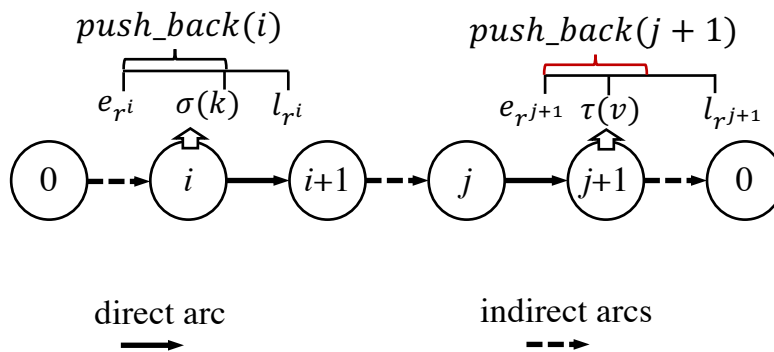 push_back(i) push_back(j + 1)
e_{r^i} σ(k) l_{r^i} e_{r^{j+1}} τ(v) l_{r^{j+1}}
0 i i+1 j j+1 0
direct arc indirect arcs